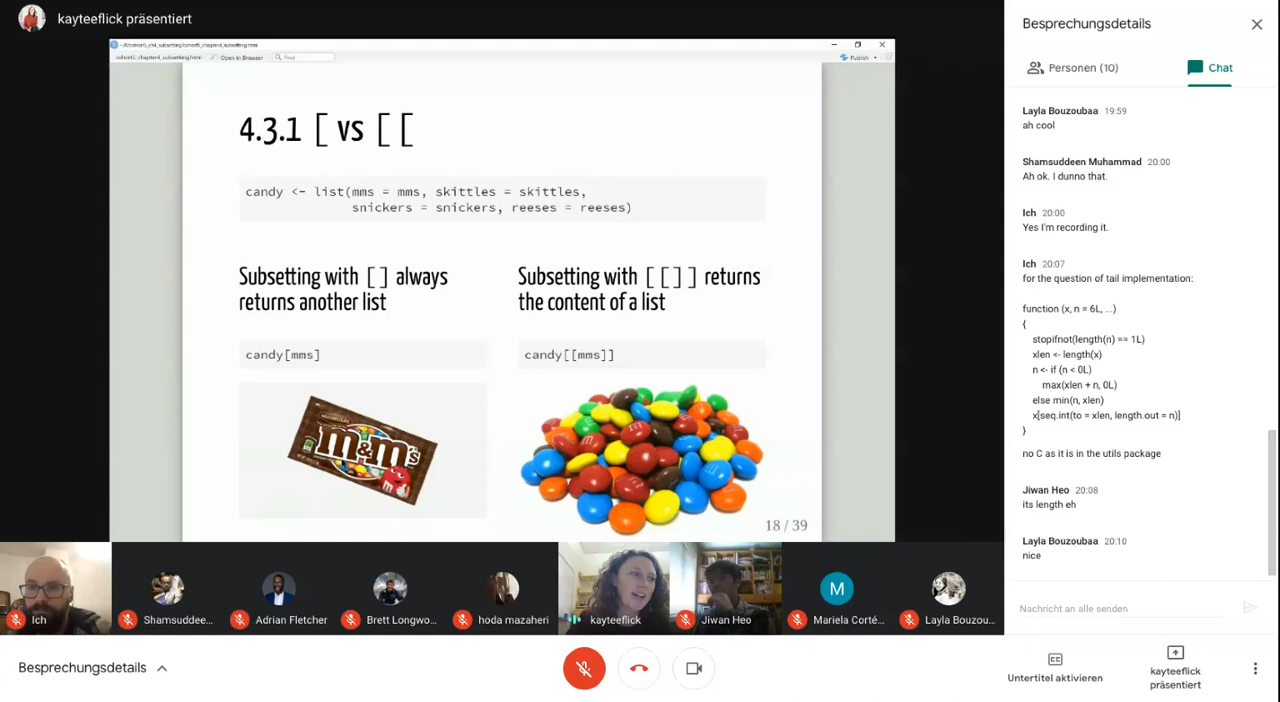 kayteeflick präsentiert
Open in Browser
Find
Publish
4.3.1 [ vs [ [
candy <- list(mms = mms, skittles = skittles,
snickers = snickers, reeses = reeses)
Subsetting with [ ] always
returns another list
candy[mms]
m&m's
Subsetting with [ [ ] ] returns
the content of a list
candy[[mms]]
18 / 39
Ich
Shamsuddee...
Adrian Fletcher
Brett Longwo...
hoda mazaheri
kayteeflick
Jiwan Heo
M
Mariela Corté...
Layla Bouzou...
Besprechungsdetails
Besprechungsdetails
Personen (10)
Chat
Layla Bouzoubaa 19:59
ah cool
Shamsuddeen Muhammad 20:00
Ah ok. I dunno that.
Ich 20:00
Yes I'm recording it.
Ich 20:07
for the question of tail implementation:
function (x, n = 6L, ...)
{
stopifnot(length(n) == 1L)
xlen <- length(x)
n <- if (n < 0L)
max(xlen + n, 0L)
else min(n, xlen)
x[seq.int(to = xlen, length.out = n)]
}
no C as it is in the utils package
Jiwan Heo 20:08
its length eh
Layla Bouzoubaa 20:10
nice
Nachricht an alle senden
CC
Untertitel aktivieren
kayteeflick
präsentiert